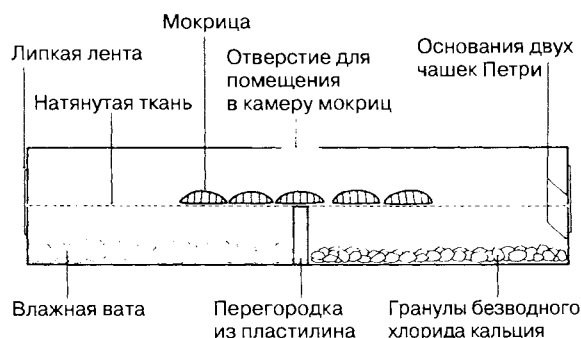 Мокрица
Липкая лента
Отверстие для
помещения
в камеру мокриц
Основания двух
чашек Петри
Натянутая ткань
Влажная вата
Перегородка
из пластилина
Гранулы безводного
хлорида кальция